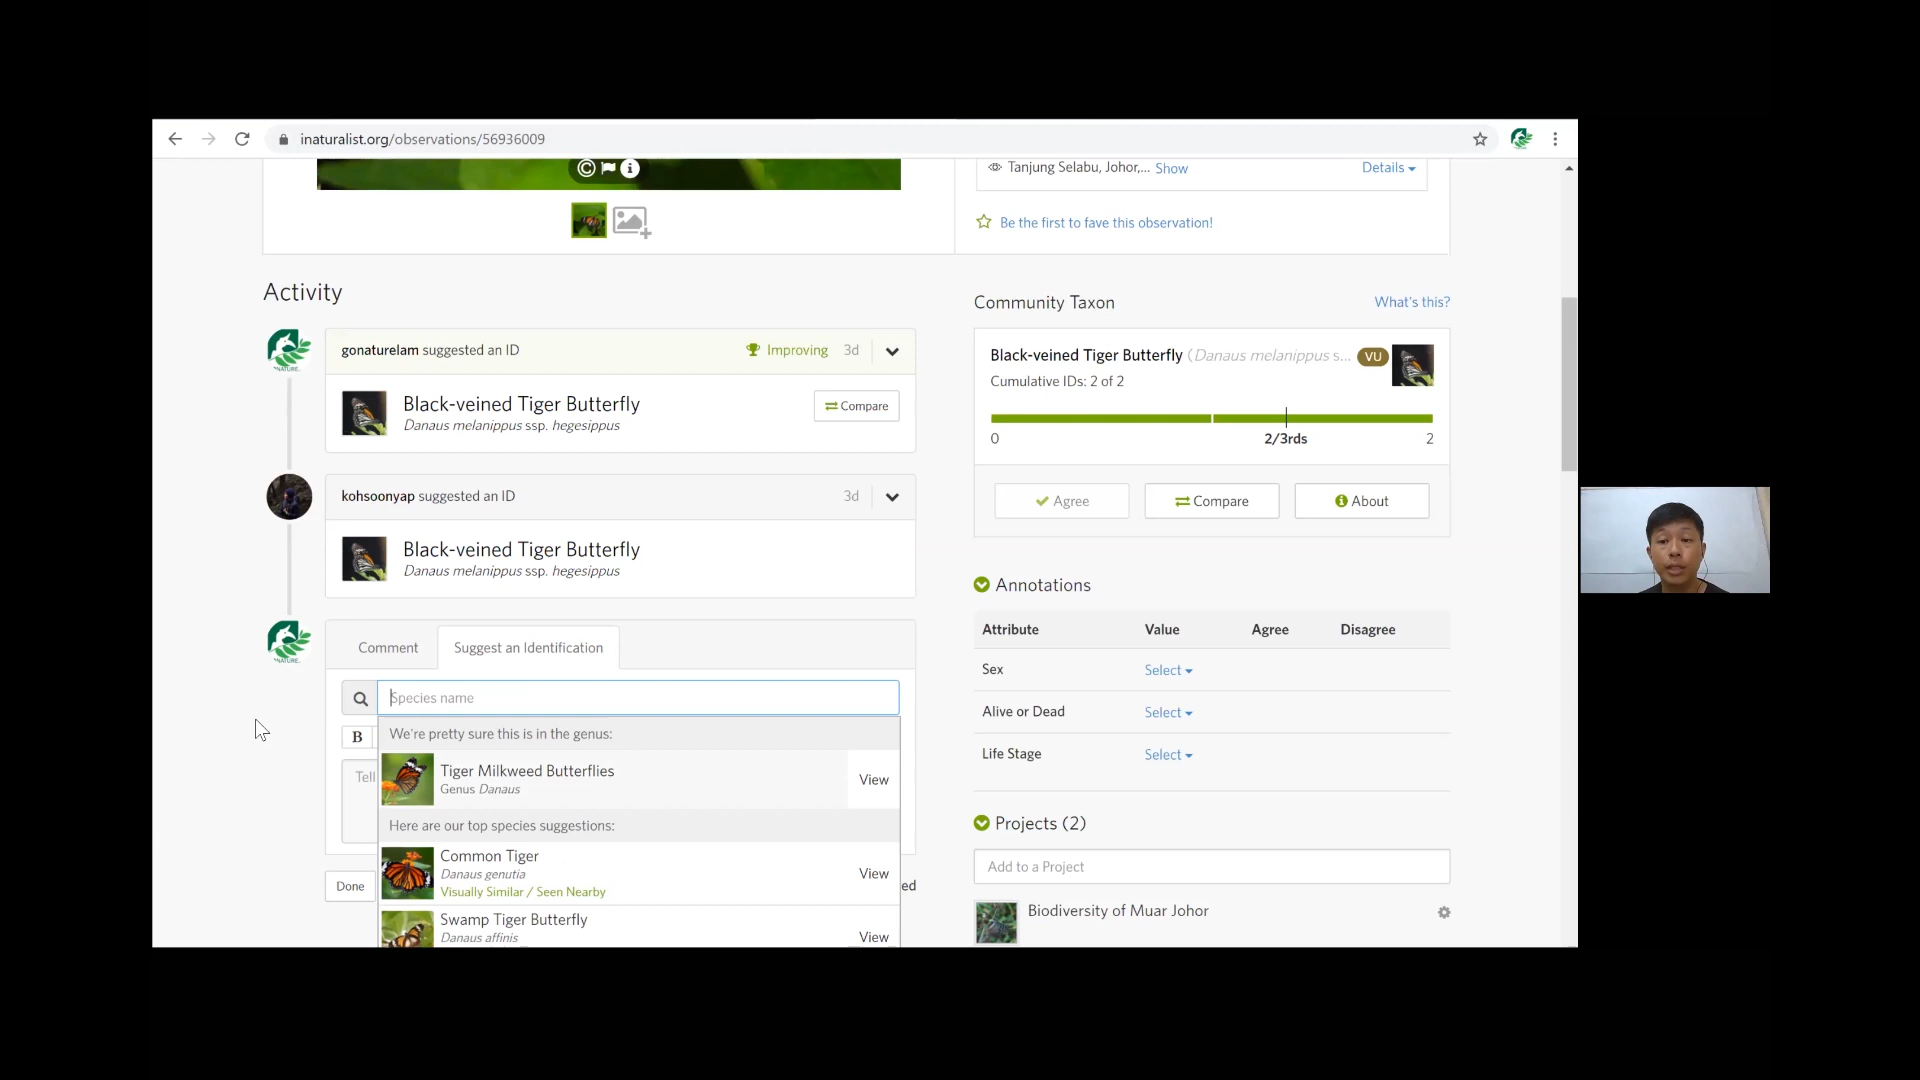 inaturalist.org/observations/56936009
Tanjung Selabu, Johor,... Show
Details
Be the first to fave this observation!
Activity
gonaturelam suggested an ID
Improving 3d
Black-veined Tiger Butterfly
Danaus melanippus ssp. hegesippus
Compare
kohsoonyap suggested an ID
3d
Black-veined Tiger Butterfly
Danaus melanippus ssp. hegesippus
Comment
Suggest an Identification
Species name
B
We're pretty sure this is in the genus:
Tell
Tiger Milkweed Butterflies
Genus Danaus
View
Here are our top species suggestions:
Common Tiger
Danaus genutia
Visually Similar / Seen Nearby
View
Done
ed
Swamp Tiger Butterfly
Danaus affinis
View
Community Taxon
What's this?
Black-veined Tiger Butterfly (Danaus melanippus s... VU
Cumulative IDs: 2 of 2
0
2/3rds
2
Agree
Compare
About
Annotations
Attribute Value Agree Disagree
Sex Select
Alive or Dead Select
Life Stage Select
Projects (2)
Add to a Project
Biodiversity of Muar Johor